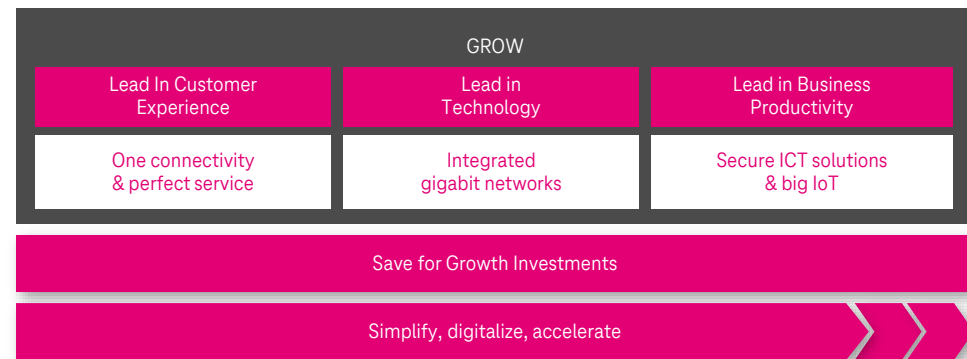 GROW
Lead In Customer
Experience
Lead in
Technology
Lead in Business
Productivity
One connectivity
& perfect service
Integrated
gigabit networks
Secure ICT solutions
& big IoT
Save for Growth Investments
Simplify, digitalize, accelerate